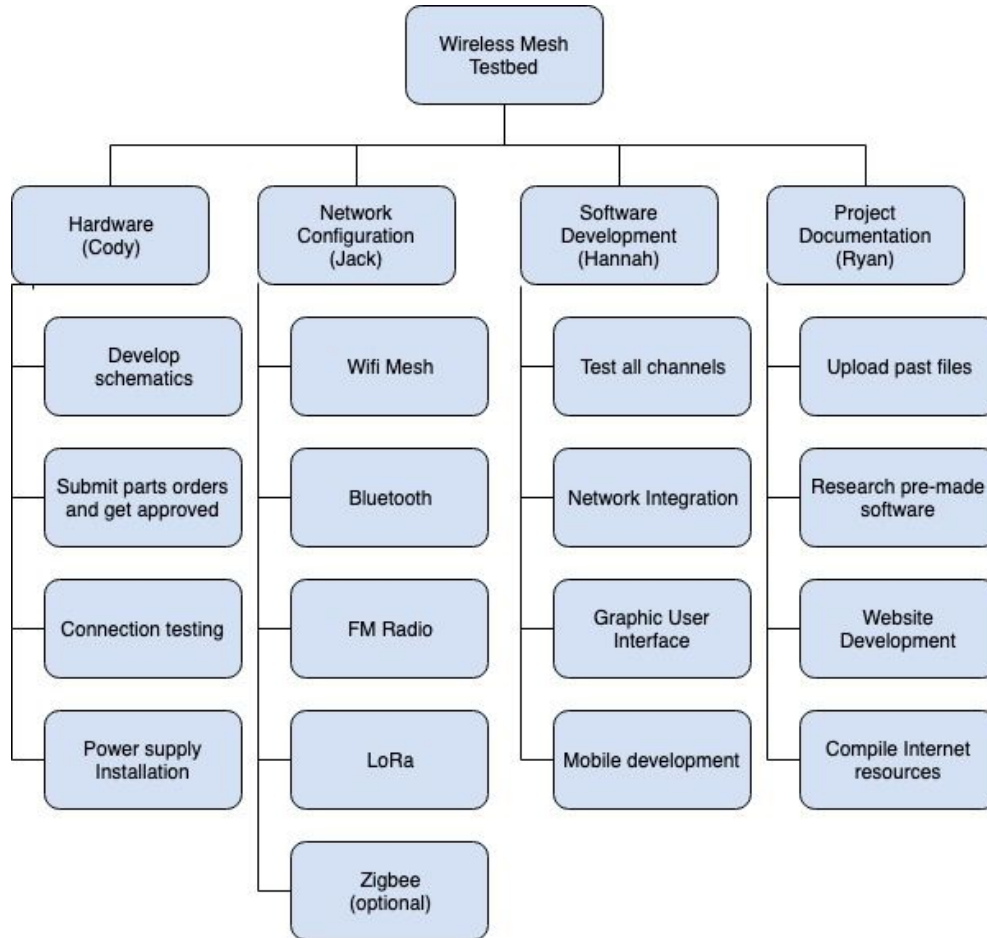 Wireless Mesh
Testbed
Hardware
(Cody)
Network
Configuration
(Jack)
Software
Development
(Hannah)
Project
Documentation
(Ryan)
Develop
schematics
Submit parts orders
and get approved
Connection testing
Power supply
Installation
Wifi Mesh
Bluetooth
FM Radio
LoRa
Zigbee
(optional)
Test all channels
Network Integration
Graphic User
Interface
Mobile development
Upload past files
Research pre-made
software
Website
Development
Compile Internet
resources